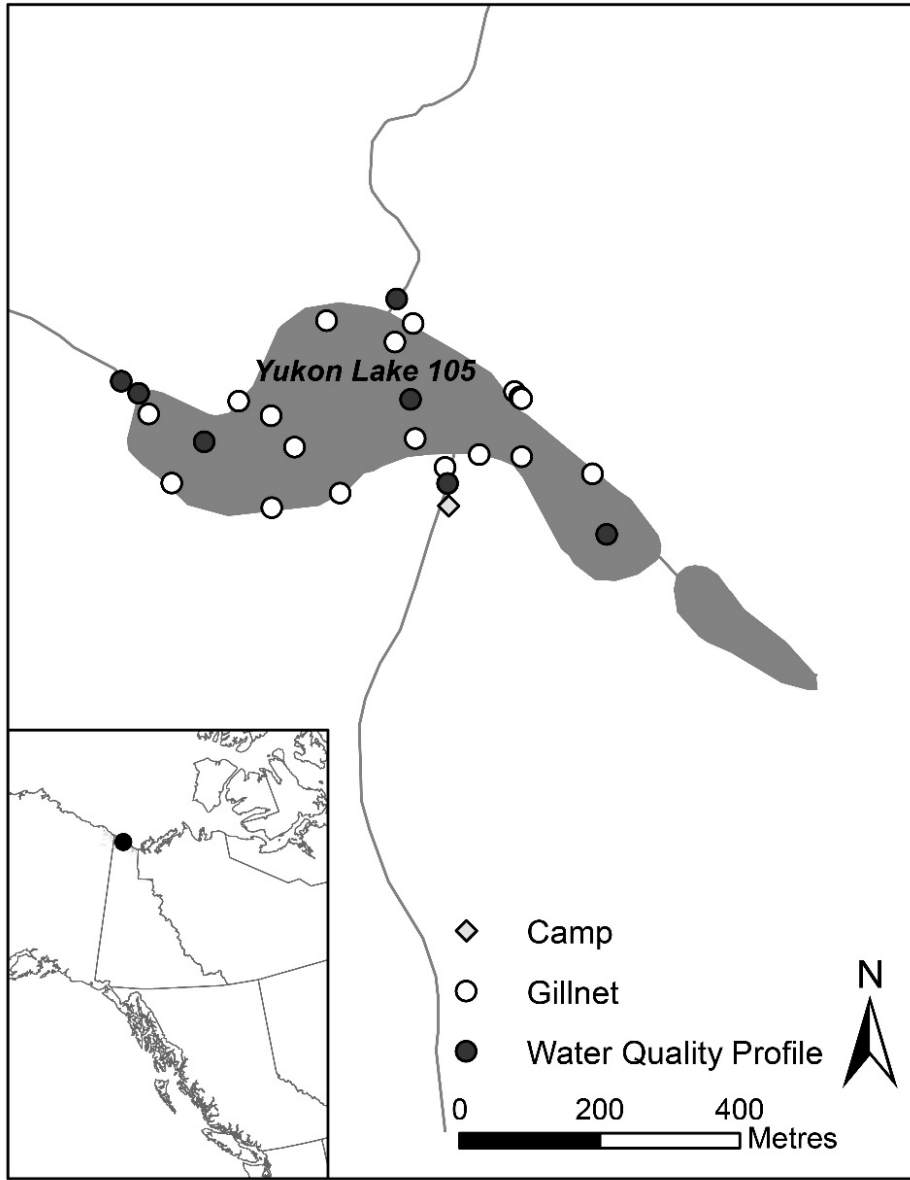 Yukon Lake 105
Camp
Gillnet
Water Quality Profile
N
0 200 400
Metres